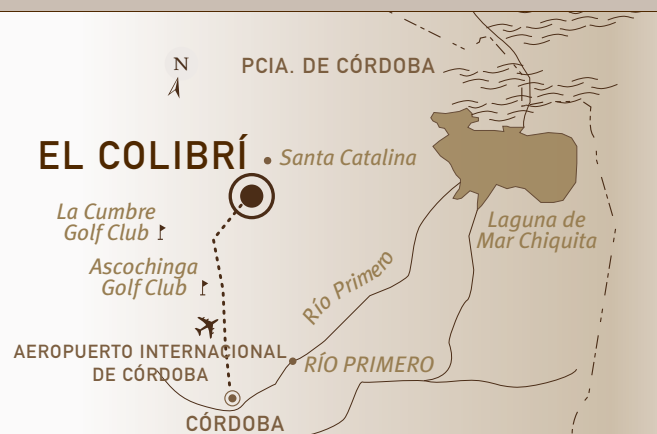 N
PCIA. DE CÓRDOBA
EL COLIBRÍ
Santa Catalina
La Cumbre
Golf Club
Laguna de
Mar Chiquita
Ascochinga
Golf Club
Río Primero
AEROPUERTO INTERNACIONAL
DE CÓRDOBA
RÍO PRIMERO
CÓRDOBA